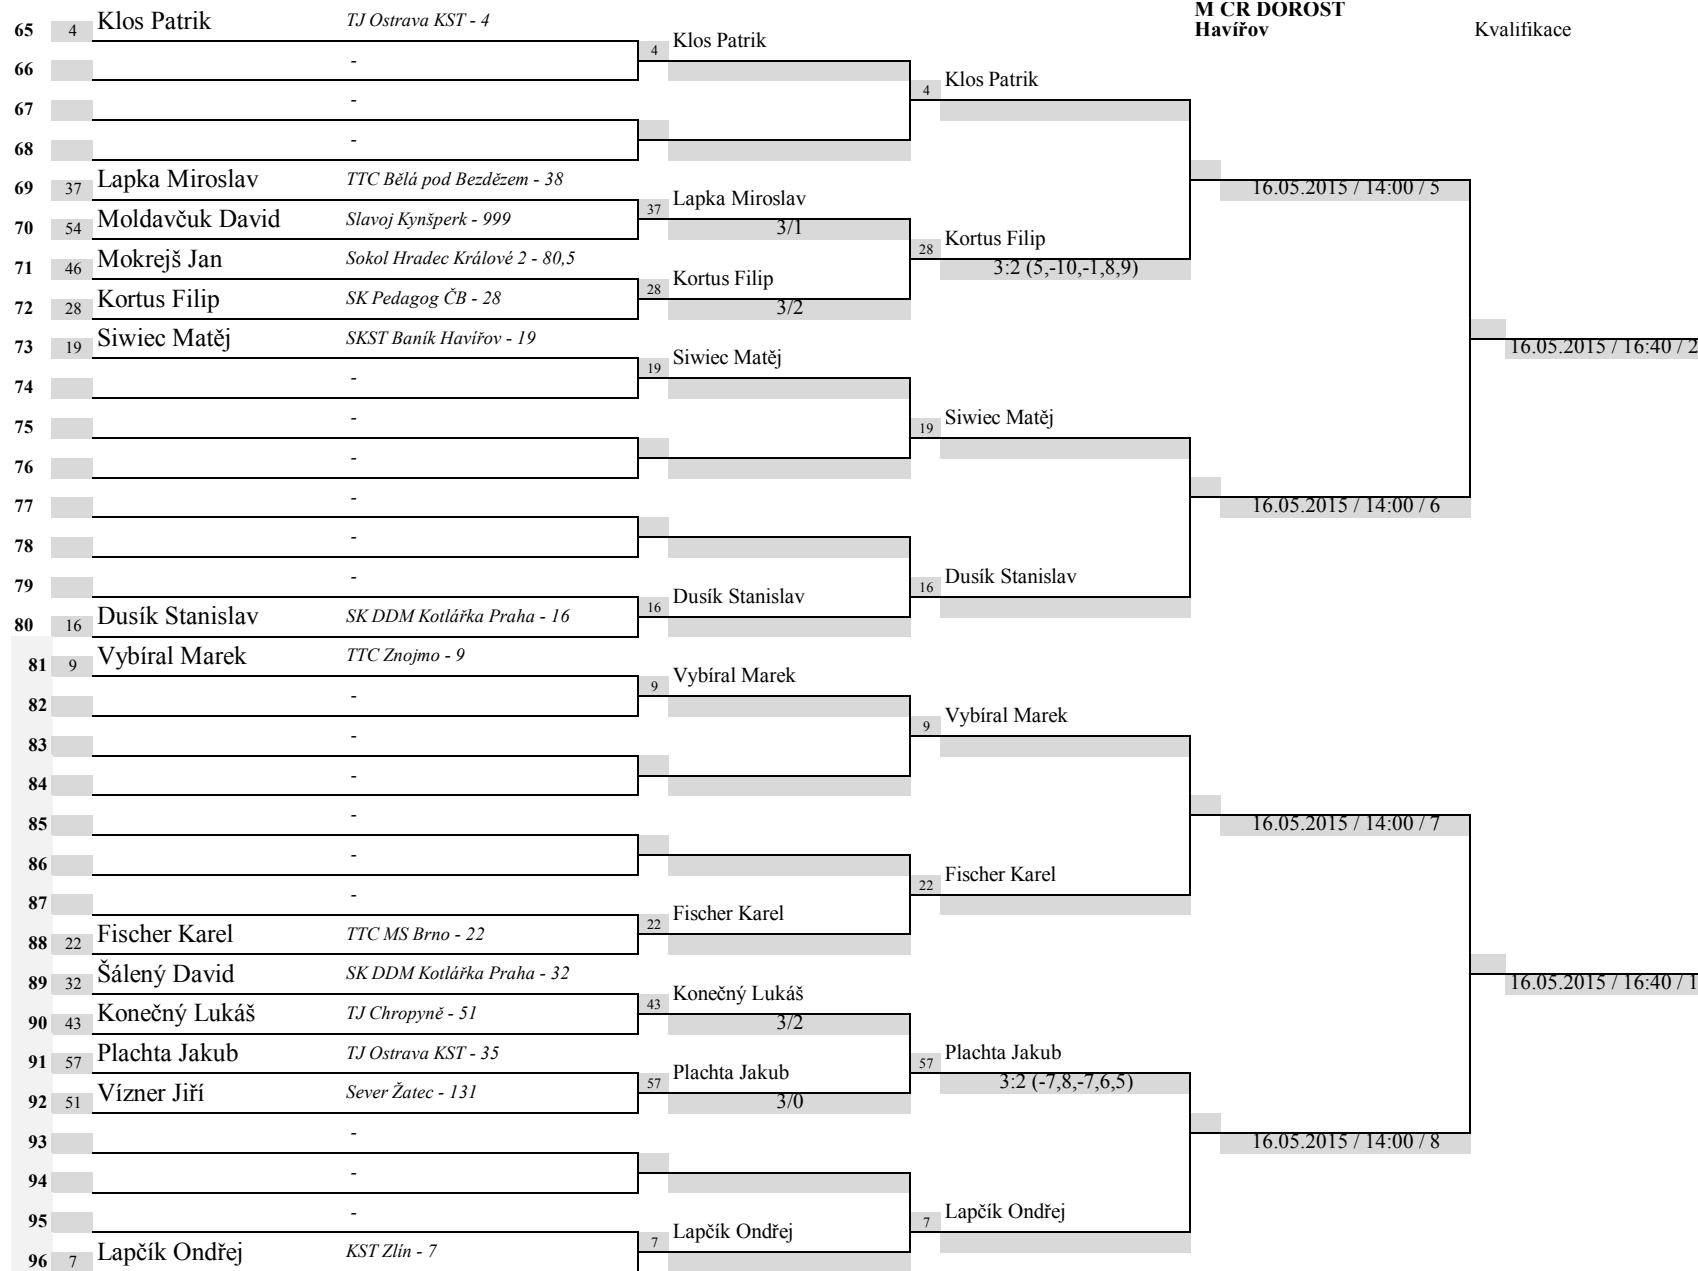 M CR DOROST
Havířov Kvalifikace
65 4 Klos Patrik TJ Ostrava KST - 4
4 Klos Patrik
66 -
4 Klos Patrik
67 -
68 -
69 37 Lapka Miroslav TTC Bělá pod Bezdězem - 38
16.05.2015 / 14:00 / 5
37 Lapka Miroslav
70 54 Moldavčuk David Slavoj Kynšperk - 999
3/1
28 Kortus Filip
71 46 Mokrejš Jan Sokol Hradec Králové 2 - 80,5
3:2 (5,-10,-1,8,9)
28 Kortus Filip
72 28 Kortus Filip SK Pedagog ČB - 28
3/2
73 19 Siwiec Matěj SKST Baník Havířov - 19
16.05.2015 / 16:40 / 2
19 Siwiec Matěj
74 -
19 Siwiec Matěj
75 -
76 -
77 -
16.05.2015 / 14:00 / 6
78 -
16 Dusík Stanislav
79 -
16 Dusík Stanislav
80 16 Dusík Stanislav SK DDM Kotlářka Praha - 16
81 9 Vybíral Marek TTC Znojmo - 9
9 Vybíral Marek
82 -
9 Vybíral Marek
83 -
84 -
85 -
16.05.2015 / 14:00 / 7
86 -
22 Fischer Karel
87 -
22 Fischer Karel
88 22 Fischer Karel TTC MS Brno - 22
89 32 Šálený David SK DDM Kotlářka Praha - 32
16.05.2015 / 16:40 / 1
43 Konečný Lukáš
90 43 Konečný Lukáš TJ Chropyně - 51
3/2
57 Plachta Jakub
91 57 Plachta Jakub TJ Ostrava KST - 35
3:2 (-7,8,-7,6,5)
57 Plachta Jakub
92 51 Vízner Jiří Sever Žatec - 131
3/0
93 -
16.05.2015 / 14:00 / 8
94 -
7 Lapčík Ondřej
95 -
7 Lapčík Ondřej
96 7 Lapčík Ondřej KST Zlín - 7